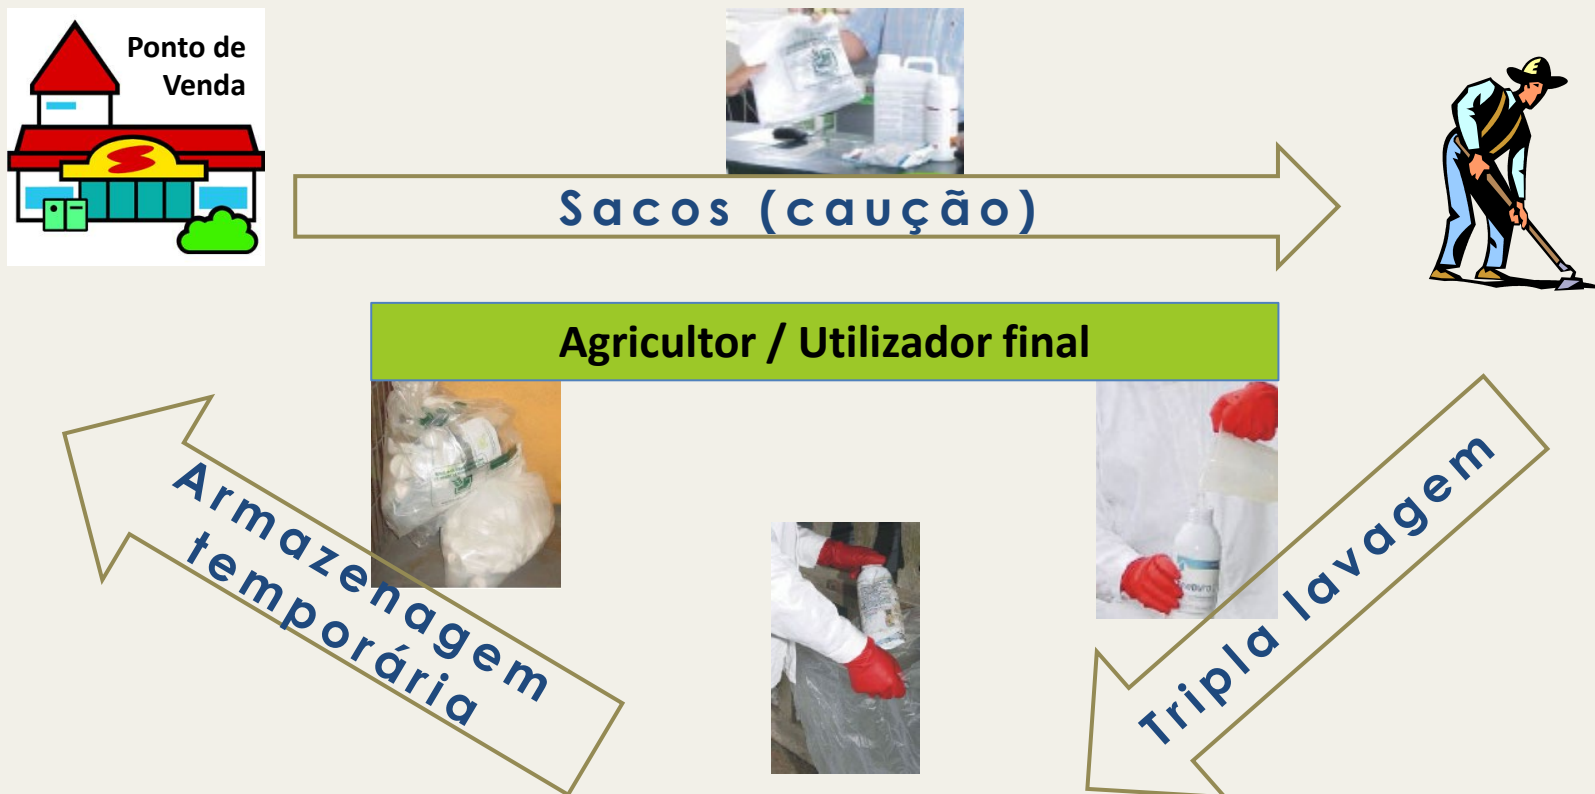 Ponto de
Venda
Sacos (caução)
Agricultor / Utilizador final
Armazenagem
temporária
Tripla lavagem